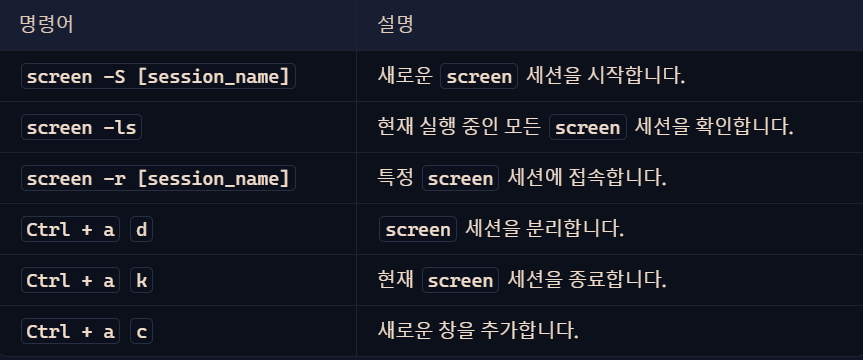 명령어 설명
screen -S [session_name] 새로운 screen 세션을 시작합니다.
screen -ls 현재 실행 중인 모든 screen 세션을 확인합니다.
screen -r [session_name] 특정 screen 세션에 접속합니다.
Ctrl + a d screen 세션을 분리합니다.
Ctrl + a k 현재 screen 세션을 종료합니다.
Ctrl + a c 새로운 창을 추가합니다.